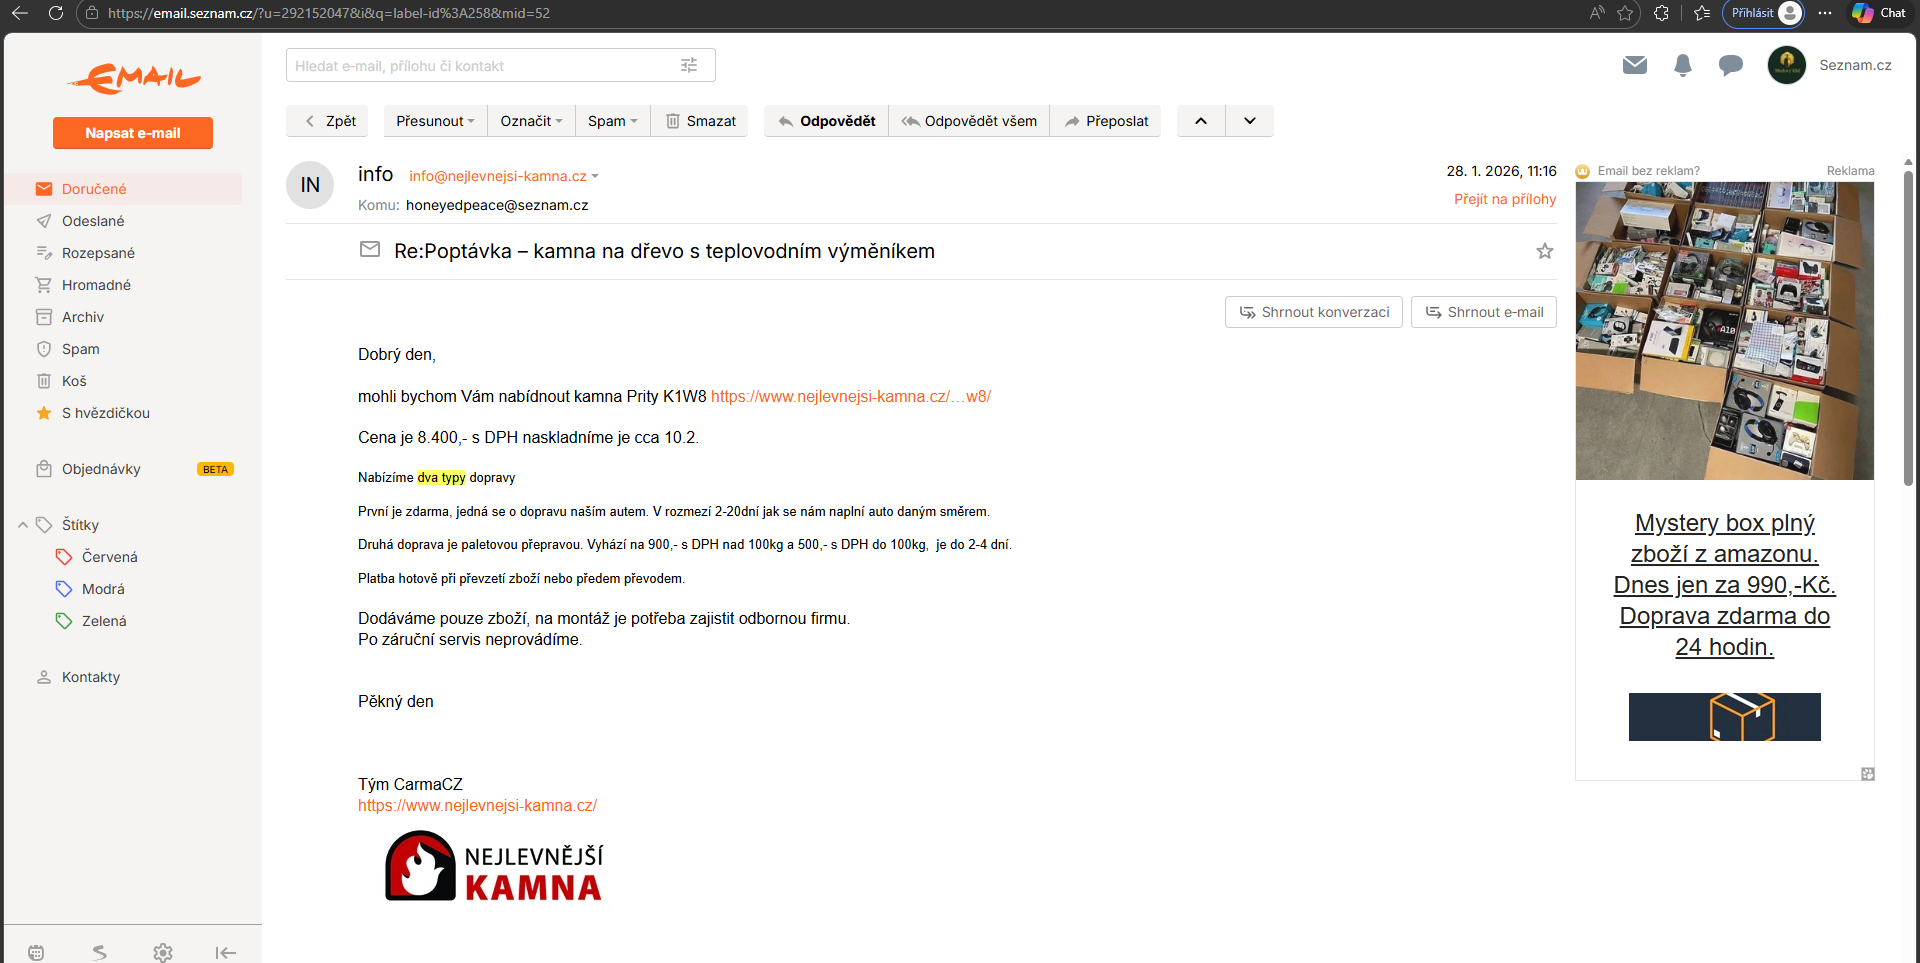 https://email.seznam.cz/?u=292152047&i&q=label-id%3A258&mid=52
Přihlásit
Chat
EMAIL
Hledat e-mail, přílohu či kontakt
Seznam.cz
Napsat e-mail
Zpět
Přesunout
Označit
Spam
Smazat
Odpovědět
Odpovědět všem
Přeposlat
Doručené
Odeslané
Rozepsané
Hromadné
Archiv
Spam
Koš
S hvězdičkou
Objednávky BETA
Štítky
Červená
Modrá
Zelená
Kontakty
IN
info info@nejlevnejsi-kamna.cz
28. 1. 2026, 11:16
Komu: honeyedpeace@seznam.cz
Přejít na přílohy
Re:Poptávka – kamna na dřevo s teplovodním výměníkem
Shrnout konverzaci
Shrnout e-mail
Dobrý den,
mohli bychom Vám nabídnout kamna Prity K1W8 https://www.nejlevnejsi-kamna.cz/…w8/
Cena je 8.400,- s DPH naskladníme je cca 10.2.
Nabízíme dva typy dopravy
První je zdarma, jedná se o dopravu naším autem. V rozmezí 2-20dní jak se nám naplní auto daným směrem.
Druhá doprava je paletovou přepravou. Vyhází na 900,- s DPH nad 100kg a 500,- s DPH do 100kg, je do 2-4 dní.
Platba hotově při převzetí zboží nebo předem převodem.
Dodáváme pouze zboží, na montáž je potřeba zajistit odbornou firmu.
Po záruční servis neprovádíme.
Pěkný den
Tým CarmaCZ
https://www.nejlevnejsi-kamna.cz/
NEJLEVNĚJŠÍ
KAMNA
Email bez reklam?
Reklama
A10
Mystery box plný
zboží z amazonu.
Dnes jen za 990,-Kč.
Doprava zdarma do
24 hodin.